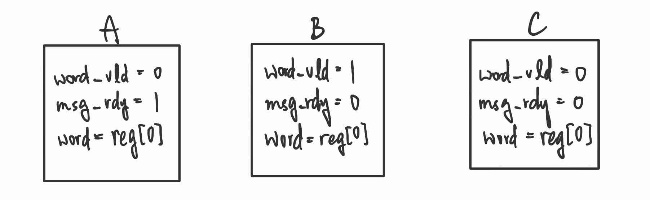 A
word_vld = 0
msg_rdy = 1
word = reg[0]
B
word_vld = 1
msg_rdy = 0
word = reg[0]
C
word_vld = 0
msg_rdy = 0
word = reg[0]